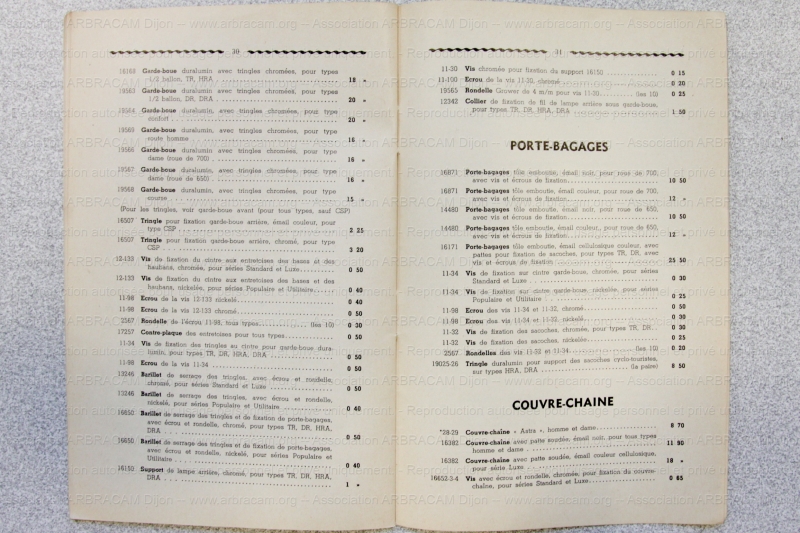 30
16169 Garde-boue duralumin avec tringles chromées, pour types
1/2 ballon, TR, HRA 18 »
19563 Garde-boue duralumin avec tringles chromées, pour types
1/2 ballon, DR, DRA 20 »
19564 Garde-boue duralumin, avec tringles chromées, pour type
confort 20 »
19565 Garde-boue duralumin, avec tringles chromées, pour type
route homme 16 »
19566 Garde-boue duralumin, avec tringles chromées, pour type
dame (roue de 700) 16 »
19567 Garde-boue duralumin, avec tringles chromées, pour type
dame (roue de 650) 16 »
19568 Garde-boue duralumin, avec tringles chromées, pour type
course 15 »
(Pour les tringles, voir garde-boue avant (pour tous types, sauf CSP)
16507 Tringle pour fixation garde-boue arrière, émail couleur, pour
type CSP 2 25
16507 Tringle pour fixation garde-boue arrière, chromé, pour type
CSP 3 20
12-133 Vis de fixation du cintre aux entretoises des bases et des
haubans, chromée, pour séries Standard et Luxe 0 50
12-133 Vis de fixation du cintre aux entretoises des bases et des
haubans, nickelée, pour séries Populaire et Utilitaire 0 40
11-98 Ecrou de la vis 12-133 nickelé 0 40
11-98 Ecrou de la vis 12-133 chromé 0 50
2567 Rondelle de l'écrou 11-98, tous types (les 10) 0 30
17257 Contre-plaque des entretoises pour tous types 0 50
11-34 Vis de fixation des tringles au cintre pour garde-boue dura-
lumin, pour types TR, DR, HRA, DRA 0 50
11-98 Ecrou de la vis 11-34 0 50
13246 Barillet de serrage des tringles, avec écrou et rondelle,
chromé, pour séries Standard et Luxe 0 50
13246 Barillet de serrage des tringles, avec écrou et rondelle,
nickelé, pour séries Populaire et Utilitaire 0 40
16650 Barillet de serrage des tringles et de fixation de porte-bagages,
avec écrou et rondelle, chromé, pour types TR, DR, HRA,
DRA 0 50
16650 Barillet de serrage des tringles et de fixation de porte-bagages,
avec écrou et rondelle, nickelé, pour séries Populaire et
Utilitaire 0 40
16150 Support de lampe arrière, chromé, pour types TR, DR, HRA,
DRA 1 »
31
11-30 Vis chromée pour fixation du support 16150 0 15
11-100 Ecrou de la vis 11-30, chromé 0 20
19565 Rondelle Grower de 4 m/m pour vis 11-30 (les 10) 0 25
12342 Collier de fixation de fil de lampe arrière sous garde-boue,
pour types TR, DR, HRA, DRA 1 50
PORTE-BAGAGES
16871 Porte-bagages tôle emboutie, émail noir, pour roue de 700,
avec vis et écrous de fixation 10 50
16871 Porte-bagages tôle emboutie, émail couleur, pour roue de 700,
avec vis et écrous de fixation 12 »
14480 Porte-bagages tôle emboutie, émail noir, pour roue de 650,
avec vis et écrous de fixation 10 50
14480 Porte-bagages tôle emboutie, émail couleur, pour roue de 650,
avec vis et écrous de fixation 12 »
16171 Porte-bagages tôle emboutie, émail cellulosique couleur, avec
pattes pour fixation de sacoches, pour types TR, DR, avec
vis et écrous de fixation 25 50
11-34 Vis de fixation sur cintre garde-boue, chromée, pour séries
Standard et Luxe 0 30
11-34 Vis de fixation sur cintre garde-boue, nickelée, pour séries
Populaire et Utilitaire 0 25
11-98 Ecrou des vis 11-34 et 11-32, chromé 0 50
11-98 Ecrou des vis 11-34 et 11-32, nickelé 0 30
11-32 Vis de fixation des sacoches, chromée, pour types TR, DR 0 30
11-32 Vis de fixation des sacoches, nickelée 0 25
2567 Rondelles des vis 11-32 et 11-34 (les 10) 0 20
19025-26 Tringle duralumin pour support des sacoches cyclo-touristes,
sur types HRA, DRA (la paire) 8 50
COUVRE-CHAINE
"28-29 Couvre-chaîne « Astra », homme et dame 8 70
16382 Couvre-chaîne avec patte soudée, émail noir, pour tous types
homme et dame 11 90
16382 Couvre-chaîne avec patte soudée, émail couleur cellulosique,
pour série Luxe 18 »
16652-3-4 Vis avec écrou et rondelle, chromée, pour fixation du couvre-
chaîne, pour séries Standard et Luxe 0 65